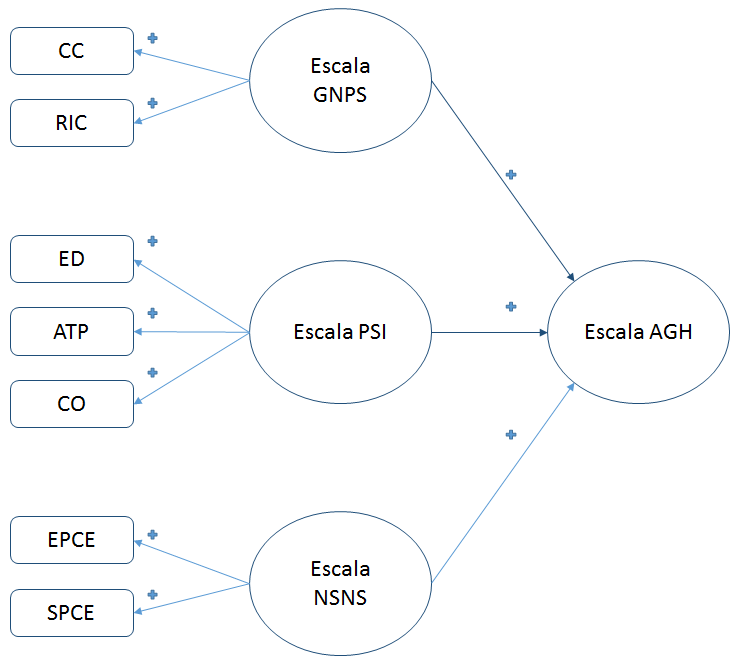 CC
RIC
Escala
GNPS
ED
ATP
CO
Escala PSI
Escala AGH
EPCE
SPCE
Escala
NSNS